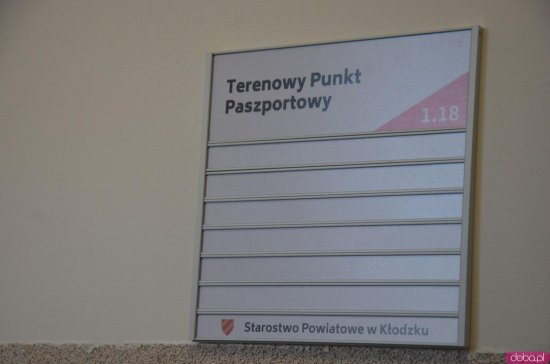 Terenowy Punkt
Paszportowy
1.18
Starostwo Powiatowe w Kłodzku
doba.pl